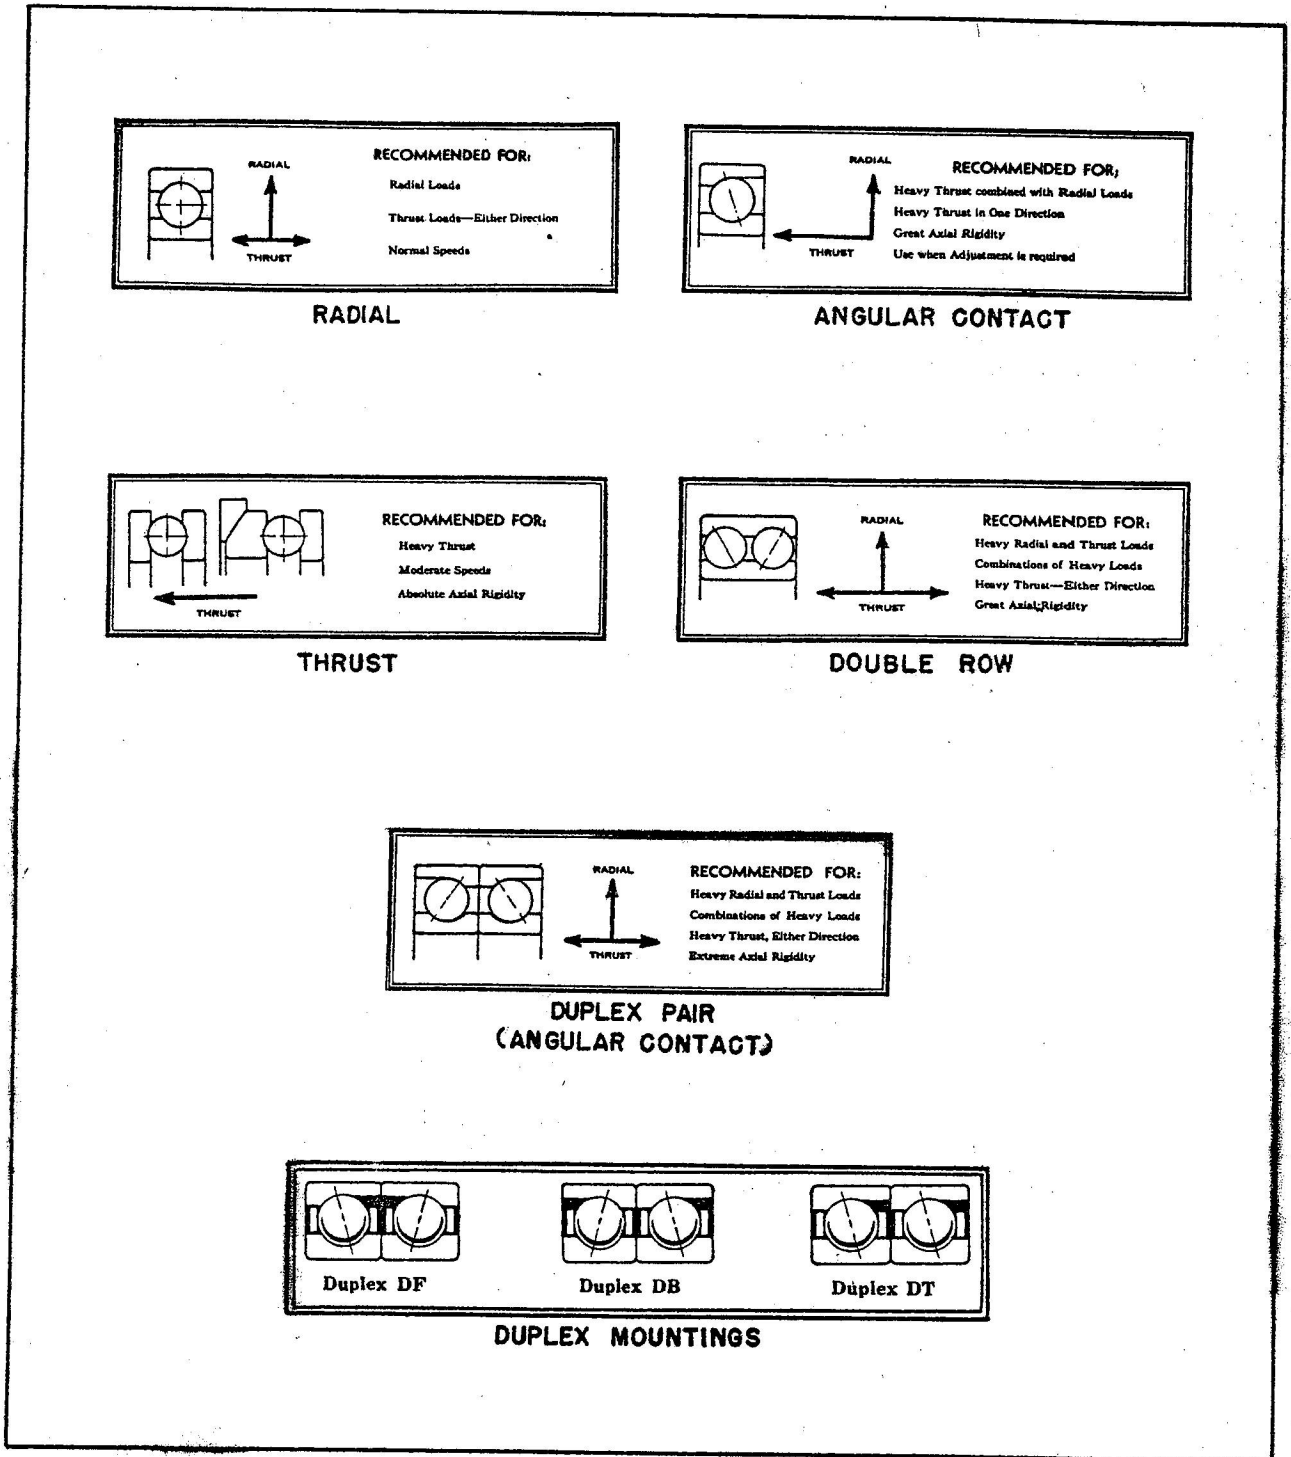 RECOMMENDED FOR:
RADIAL
Radial Loads
Thrust Loads—Either Direction
Normal Speeds
THRUST
RADIAL
RECOMMENDED FOR;
RADIAL
Heavy Thrust combined with Radial Loads
Heavy Thrust in One Direction
Great Axial Rigidity
THRUST
Use when Adjustment is required
ANGULAR CONTACT
RECOMMENDED FOR:
Heavy Thrust
Moderate Speeds
Absolute Axial Rigidity
THRUST
THRUST
RADIAL
RECOMMENDED FOR:
Heavy Radial and Thrust Loads
Combinations of Heavy Loads
Heavy Thrust—Either Direction
THRUST
Great Axial Rigidity
DOUBLE ROW
RADIAL
RECOMMENDED FOR:
Heavy Radial and Thrust Loads
Combinations of Heavy Loads
Heavy Thrust, Either Direction
THRUST
Extreme Axial Rigidity
DUPLEX PAIR
(ANGULAR CONTACT)
Duplex DF
Duplex DB
Duplex DT
DUPLEX MOUNTINGS